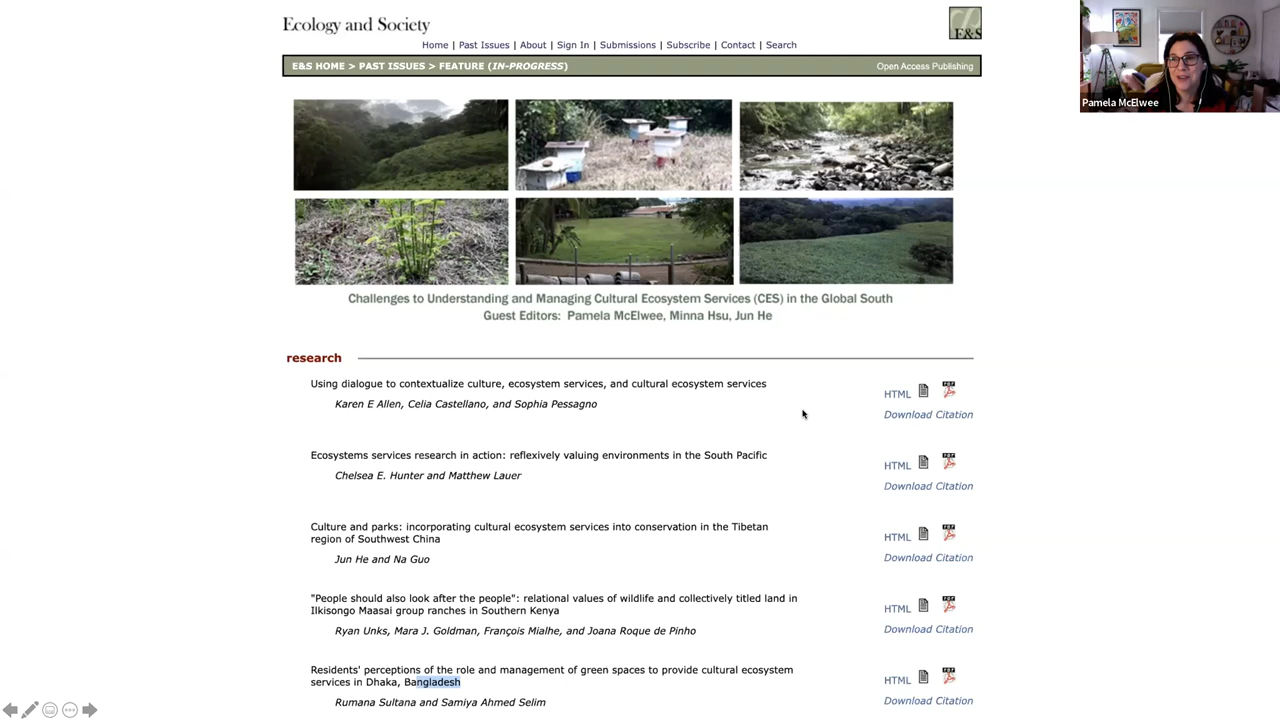 Ecology and Society
E&S
Home | Past Issues | About | Sign In | Submissions | Subscribe | Contact | Search
E&S HOME > PAST ISSUES > FEATURE (IN-PROGRESS)
Open Access Publishing
Pamela McElwee
Challenges to Understanding and Managing Cultural Ecosystem Services (CES) in the Global South
Guest Editors: Pamela McElwee, Minna Hsu, Jun He
research
Using dialogue to contextualize culture, ecosystem services, and cultural ecosystem services
Karen E Allen, Celia Castellano, and Sophia Pessagno
HTML
PDF
Download Citation
Ecosystems services research in action: reflexively valuing environments in the South Pacific
Chelsea E. Hunter and Matthew Lauer
HTML
PDF
Download Citation
Culture and parks: incorporating cultural ecosystem services into conservation in the Tibetan
region of Southwest China
Jun He and Na Guo
HTML
PDF
Download Citation
"People should also look after the people": relational values of wildlife and collectively titled land in
Ilkisongo Maasai group ranches in Southern Kenya
Ryan Unks, Mara J. Goldman, François Mialhe, and Joana Roque de Pinho
HTML
PDF
Download Citation
Residents' perceptions of the role and management of green spaces to provide cultural ecosystem
services in Dhaka, Bangladesh
Rumana Sultana and Samiya Ahmed Selim
HTML
PDF
Download Citation